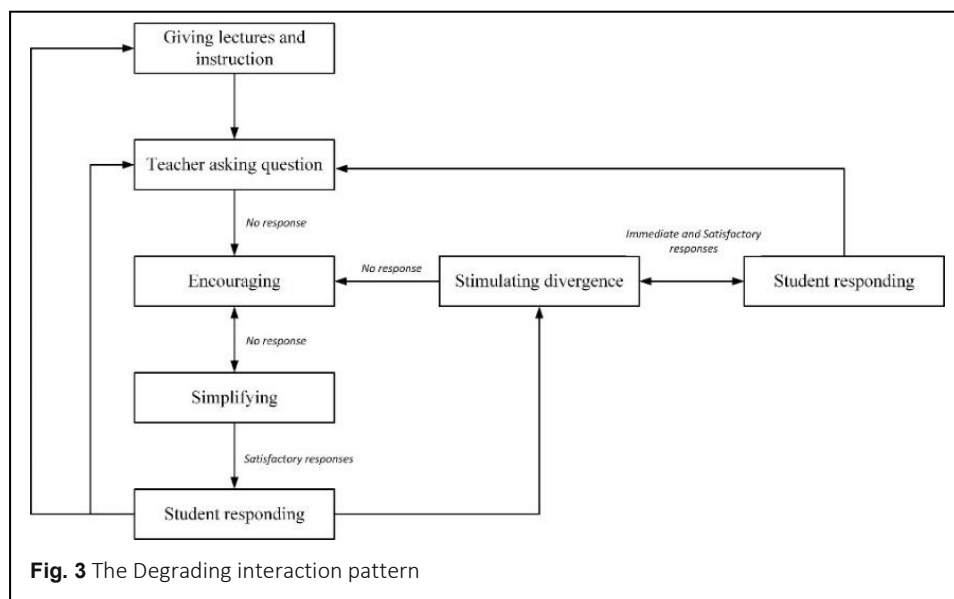 Giving lectures and
instruction
Teacher asking question
No response
Immediate and Satisfactory
responses
Encouraging
No response
Stimulating divergence
Student responding
No response
Simplifying
Satisfactory responses
Student responding
Fig. 3 The Degrading interaction pattern